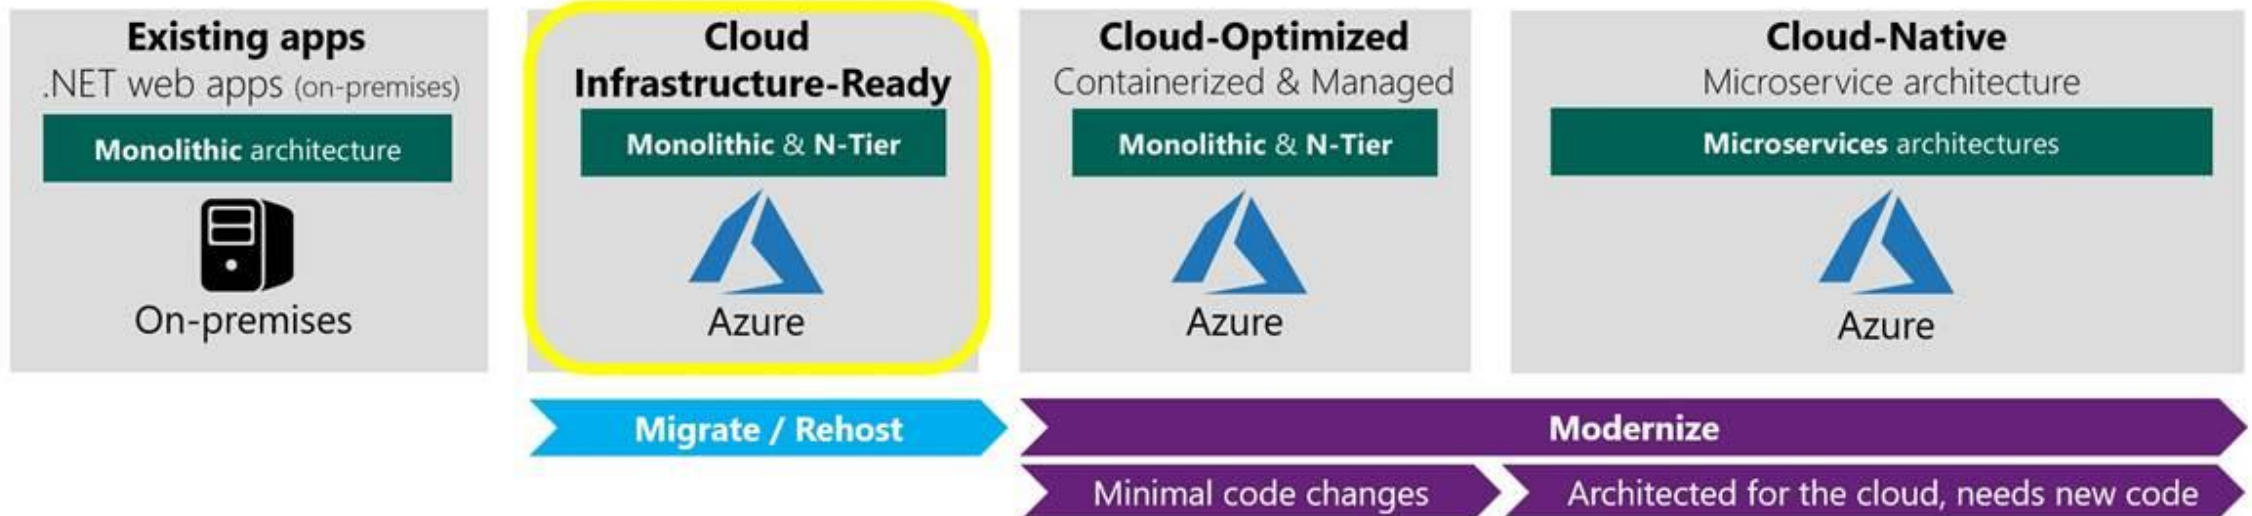 Existing apps
.NET web apps (on-premises)
Monolithic architecture
On-premises
Cloud
Infrastructure-Ready
Monolithic & N-Tier
Azure
Cloud-Optimized
Containerized & Managed
Monolithic & N-Tier
Azure
Cloud-Native
Microservice architecture
Microservices architectures
Azure
Migrate / Rehost
Modernize
Minimal code changes
Architected for the cloud, needs new code